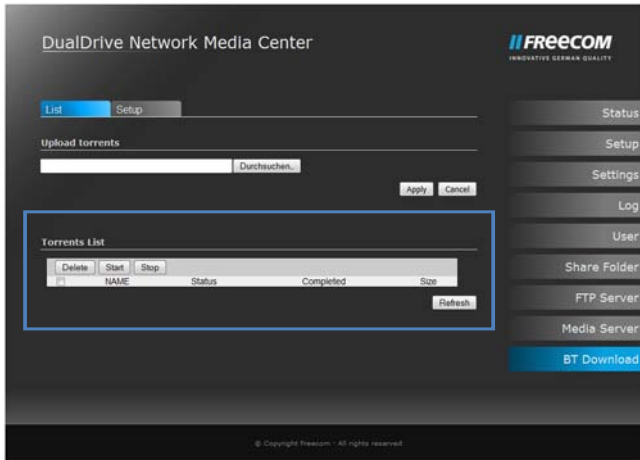 DualDrive Network Media Center
FREECOM
INNOVATIVE GERMAN QUALITY
List Setup
Upload torrents
Durchsuchen..
Apply Cancel
Torrents List
Delete Start Stop
NAME Status Completed Size
Refresh
Status
Setup
Settings
Log
User
Share Folder
FTP Server
Media Server
BT Download
© Copyright Freecom - All rights reserved